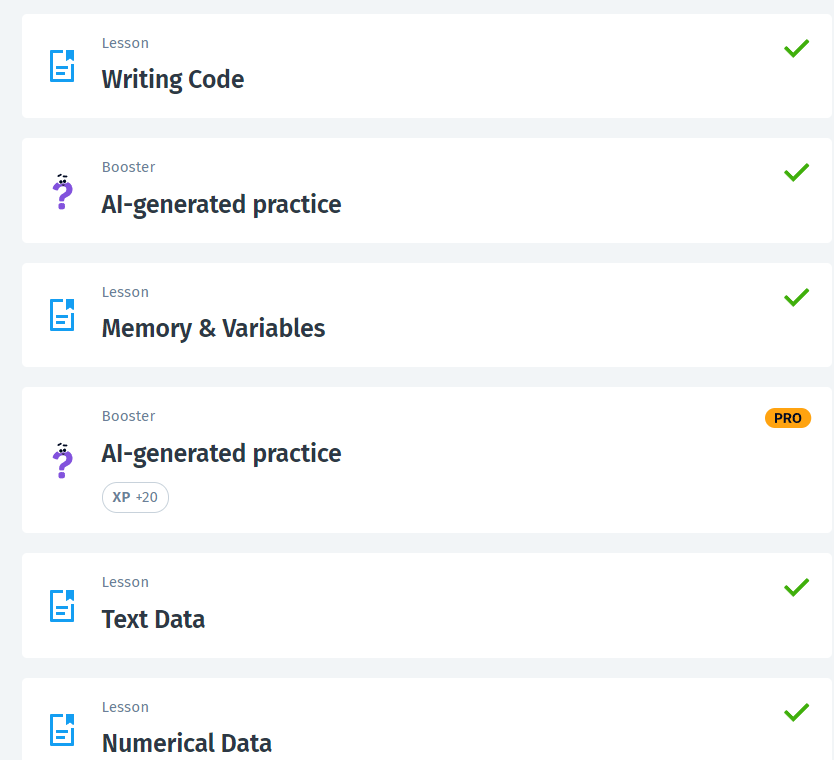 Lesson
Writing Code
Booster
AI-generated practice
Lesson
Memory & Variables
Booster
PRO
AI-generated practice
XP +20
Lesson
Text Data
Lesson
Numerical Data